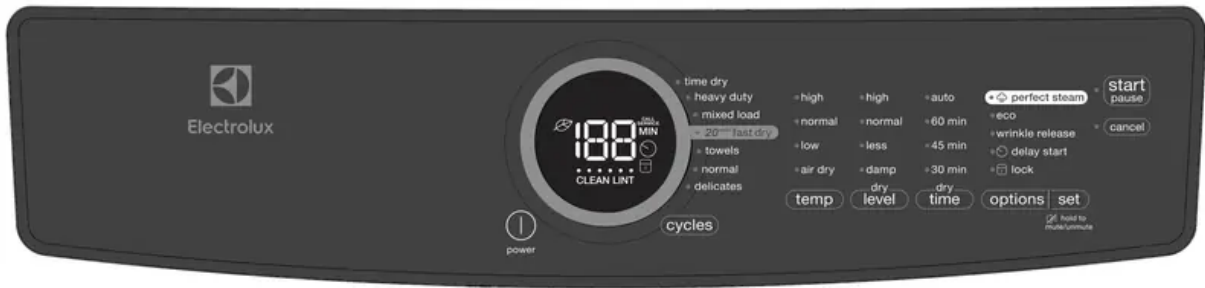 Electrolux
power
188
CALL
SERVICE
MIN
CLEAN LINT
time dry
heavy duty
mixed load
fast dry
towels
normal
delicates
cycles
high
normal
low
air dry
temp
high
normal
less
damp
dry
level
auto
60 min
45 min
30 min
dry
time
perfect steam
eco
wrinkle release
delay start
lock
options
set
hold to
mute/unmute
start
pause
cancel